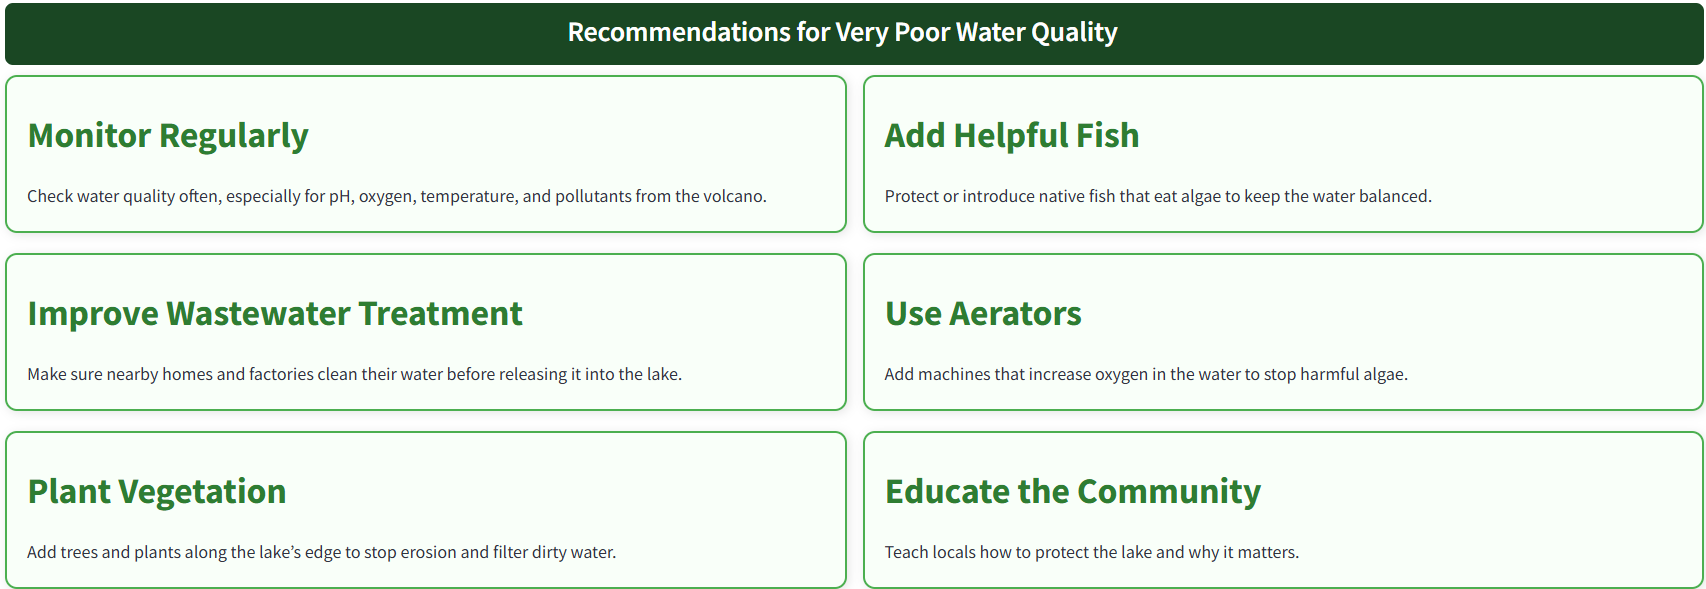 Recommendations for Very Poor Water Quality
Monitor Regularly
Check water quality often, especially for pH, oxygen, temperature, and pollutants from the volcano.
Add Helpful Fish
Protect or introduce native fish that eat algae to keep the water balanced.
Improve Wastewater Treatment
Make sure nearby homes and factories clean their water before releasing it into the lake.
Use Aerators
Add machines that increase oxygen in the water to stop harmful algae.
Plant Vegetation
Add trees and plants along the lake’s edge to stop erosion and filter dirty water.
Educate the Community
Teach locals how to protect the lake and why it matters.